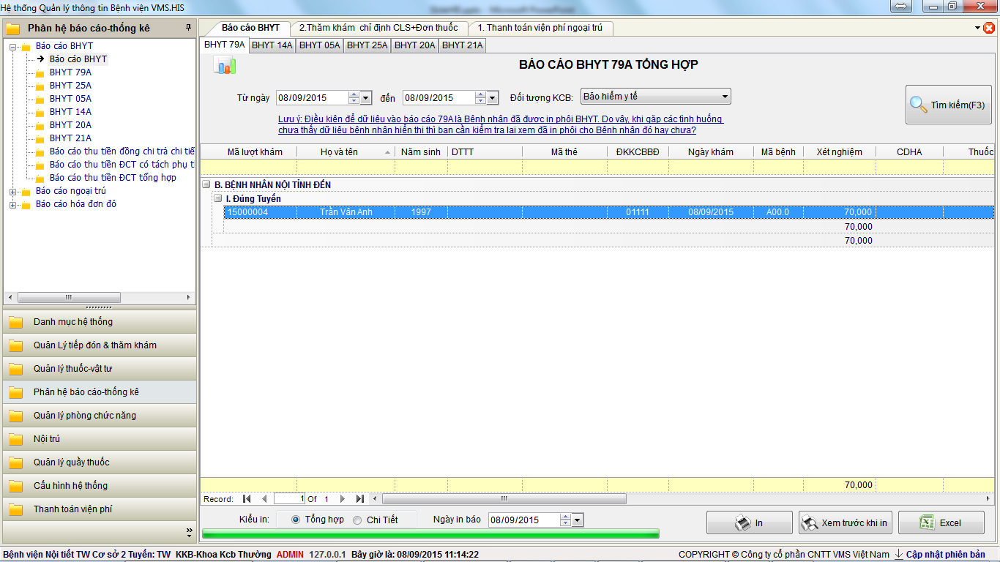 Hệ thống Quản lý thông tin Bệnh viện VMS.HIS
Phân hệ báo cáo-thống kê
Báo cáo BHYT
Báo cáo BHYT
BHYT 79A
BHYT 25A
BHYT 05A
BHYT 14A
BHYT 20A
BHYT 21A
Báo cáo thu tiền đồng chi trả chi tiế
Báo cáo thu tiền ĐCT có tách phụ t
Báo cáo thu tiền ĐCT tổng hợp
Báo cáo ngoại trú
Báo cáo hóa đơn đỏ
Danh mục hệ thống
Quản Lý tiếp đón & thăm khám
Quản lý thuốc-vật tư
Phân hệ báo cáo-thống kê
Quản lý phòng chức năng
Nội trú
Quản lý quầy thuốc
Cấu hình hệ thống
Thanh toán viện phí
Báo cáo BHYT 2.Thăm khám chỉ định CLS+Đơn thuốc 1. Thanh toán viện phí ngoại trú
BHYT 79A BHYT 14A BHYT 05A BHYT 25A BHYT 20A BHYT 21A
BÁO CÁO BHYT 79A TỔNG HỢP
Từ ngày 08/09/2015 đến 08/09/2015 Đối tượng KCB: Bảo hiểm y tế
Tìm kiếm(F3)
Lưu ý: Điều kiện để dữ liệu vào báo cáo 79A là Bệnh nhân đã được in phôi BHYT. Do vậy, khi gặp các tình huống
chưa thấy dữ liệu bệnh nhân hiển thị thì bạn cần kiểm tra lại xem đã in phôi cho Bệnh nhân đó hay chưa?
Mã lượt khám Họ và tên Năm sinh DTTT Mã thẻ ĐKKCBBĐ Ngày khám Mã bệnh Xét nghiệm CDHA Thuốc
B. BỆNH NHÂN NỘI TỈNH ĐẾN
I. Đúng Tuyến
15000004 Trần Vân Anh 1997 01111 08/09/2015 A00.0 70,000
70,000
70,000
70,000
Record: 1 Of 1
Kiểu in: Tổng hợp Chi Tiết Ngày in báo 08/09/2015 In Xem trước khi in Excel
Bệnh viện Nội tiết TW Cơ sở 2 Tuyến: TW KKB-Khoa Kcb Thường ADMIN 127.0.0.1 Bây giờ là: 08/09/2015 11:14:22 COPYRIGHT © Công ty cổ phần CNTT VMS Việt Nam Cập nhật phiên bản